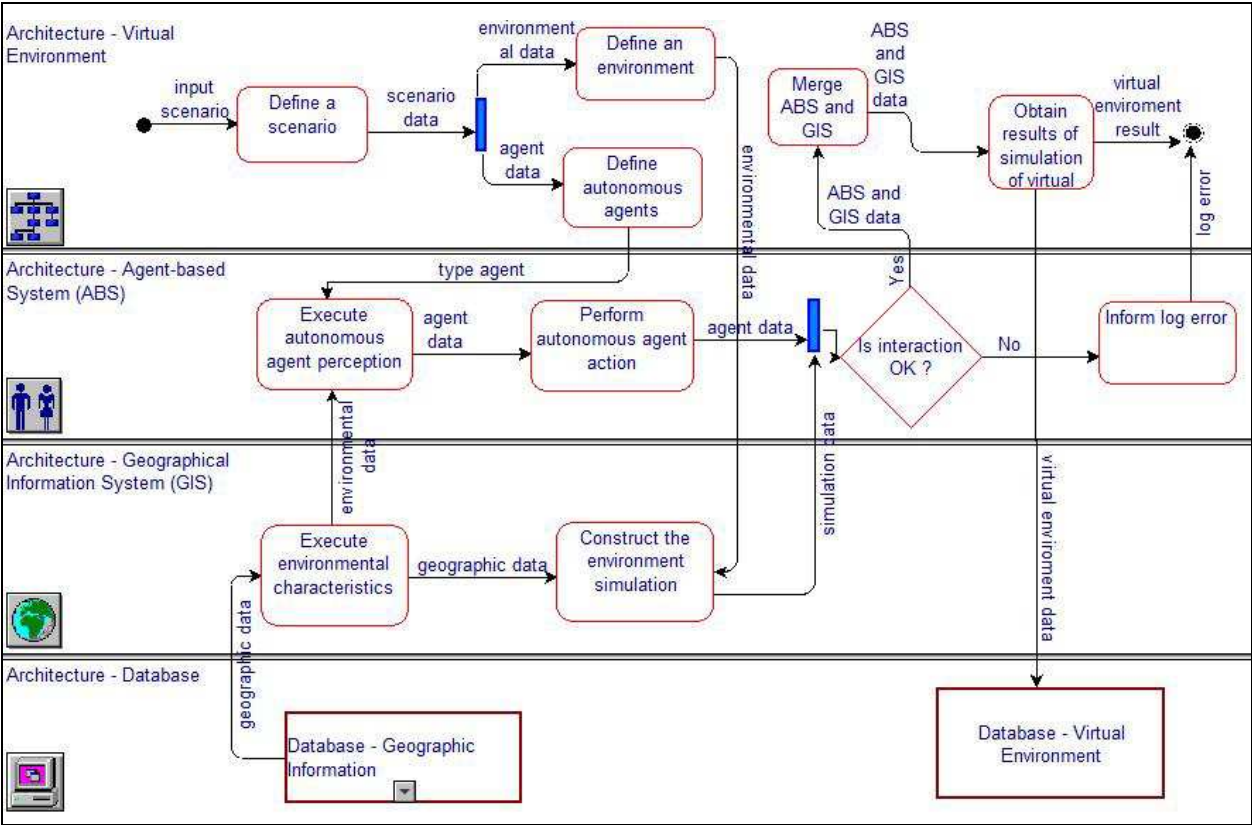 Architecture - Virtual
Environment
input
scenario
Define a
scenario
scenario
data
environment
al data
Define an
environment
agent
data
Define
autonomous
agents
environmental data
Merge
ABS and
GIS
ABS
and
GIS
data
ABS and
GIS data
Obtain
results of
simulation
of virtual
virtual
enviroment
result
log error
Architecture - Agent-based
System (ABS)
type agent
Execute
autonomous
agent perception
agent
data
Perform
autonomous agent
action
agent data
Yes
Is interaction
OK ?
No
Inform log error
environmental
data
simulation data
Architecture - Geographical
Information System (GIS)
Execute
environmental
characteristics
geographic data
Construct the
environment
simulation
virtual enviroment data
geographic data
Architecture - Database
Database - Geographic
Information
Database - Virtual
Environment